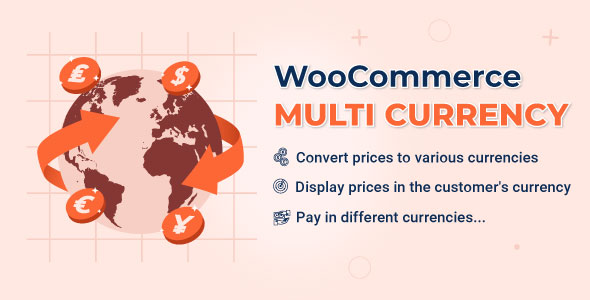 £
$
WooCommerce
MULTI CURRENCY
Convert prices to various currencies
Display prices in the customer's currency
Pay in different currencies...
€
¥